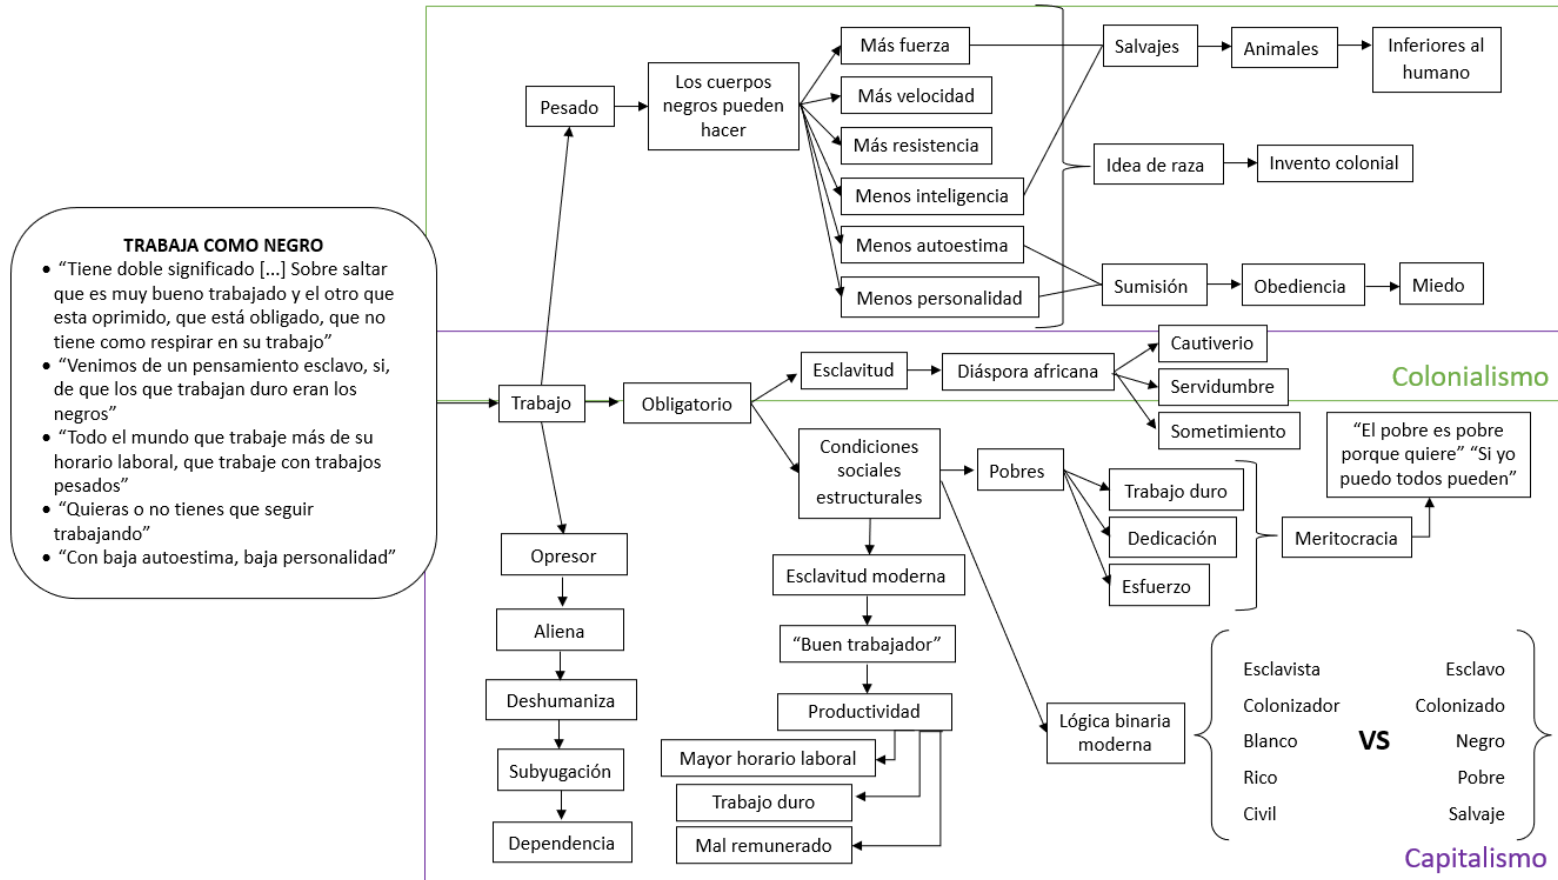 TRABAJA COMO NEGRO
• “Tiene doble significado [...] Sobre saltar
que es muy bueno trabajado y el otro que
esta oprimido, que está obligado, que no
tiene como respirar en su trabajo”
• “Venimos de un pensamiento esclavo, si,
de que los que trabajan duro eran los
negros”
• “Todo el mundo que trabaje más de su
horario laboral, que trabaje con trabajos
pesados”
• “Quieras o no tienes que seguir
trabajando”
• “Con baja autoestima, baja personalidad”
Trabajo
Pesado
Los cuerpos
negros pueden
hacer
Más fuerza
Más velocidad
Más resistencia
Menos inteligencia
Menos autoestima
Menos personalidad
Salvajes
Animales
Inferiores al
humano
Idea de raza
Invento colonial
Sumisión
Obediencia
Miedo
Obligatorio
Esclavitud
Diáspora africana
Cautiverio
Servidumbre
Sometimiento
Colonialismo
Condiciones
sociales
estructurales
Pobres
Trabajo duro
Dedicación
Esfuerzo
Meritocracia
“El pobre es pobre
porque quiere” “Si yo
puedo todos pueden”
Esclavitud moderna
“Buen trabajador”
Productividad
Mayor horario laboral
Trabajo duro
Mal remunerado
Opresor
Aliena
Deshumaniza
Subyugación
Dependencia
Lógica binaria
moderna
Esclavista Esclavo
Colonizador Colonizado
Blanco VS Negro
Rico Pobre
Civil Salvaje
Capitalismo